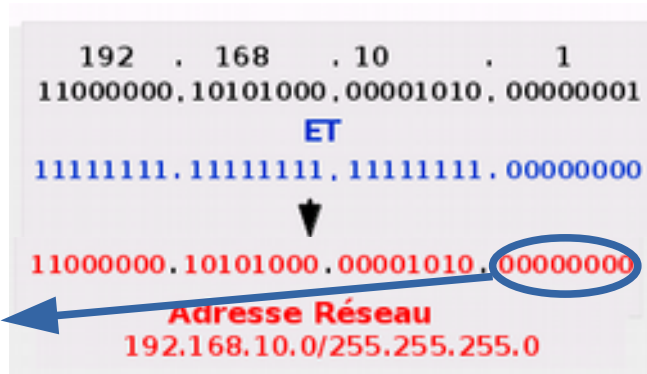 192 . 168 . 10 . 1
11000000.10101000.00001010.00000001
ET
11111111.11111111.11111111.00000000
11000000.10101000.00001010.00000000
Adresse Réseau
192.168.10.0/255.255.255.0